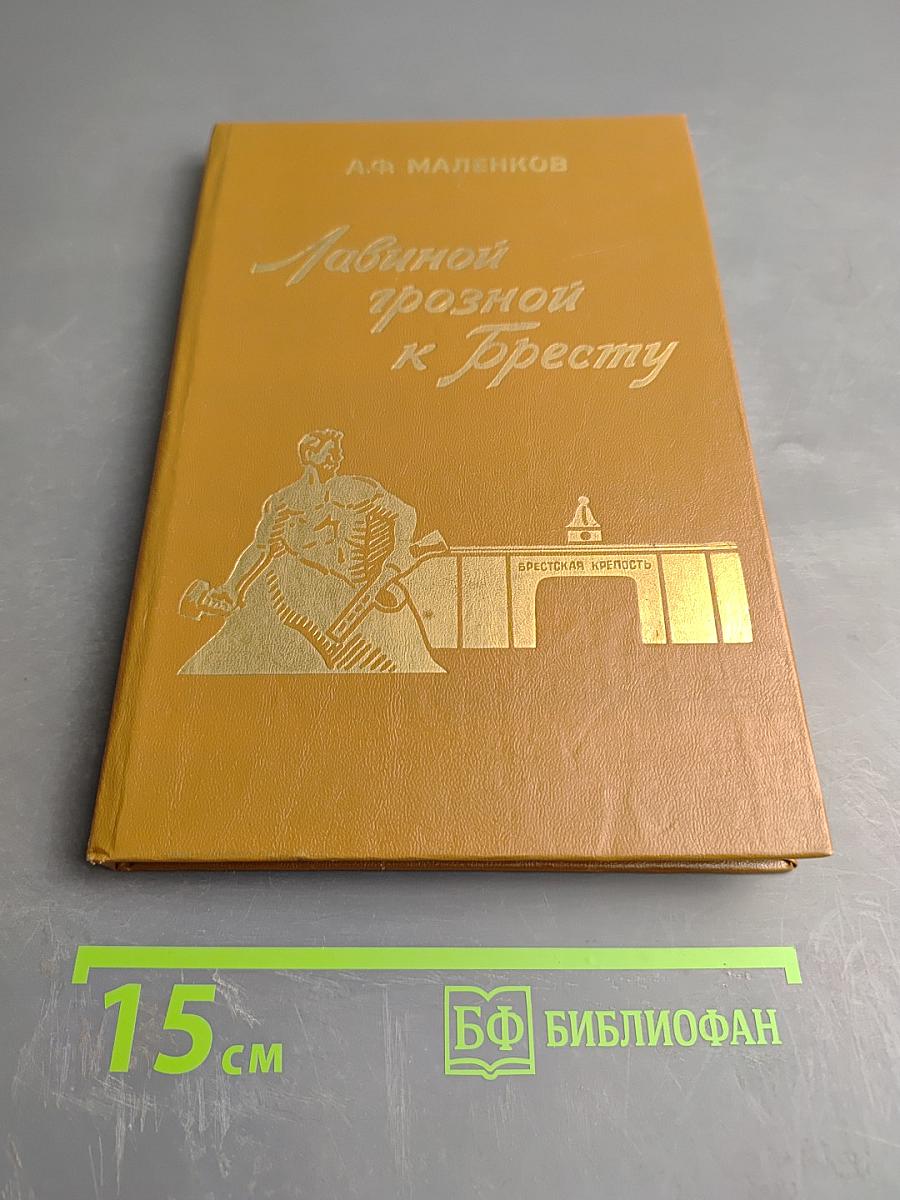 А.Ф. МАЛЕНКОВ
Лавиной
грозной
к Бресту
БРЕСТСКАЯ КРЕПОСТЬ
15 см
БФ БИБЛИОФАН